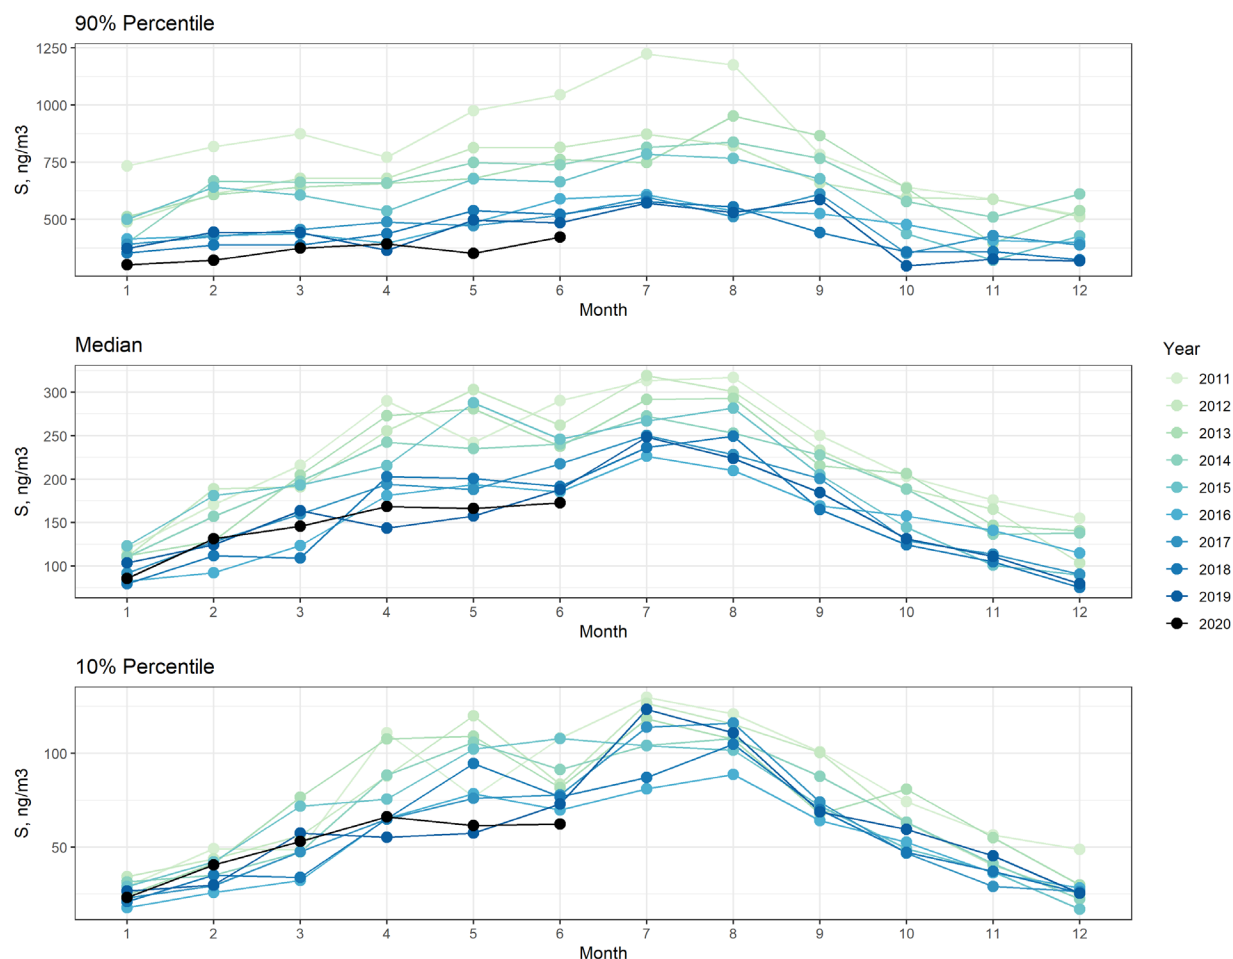 90% Percentile
1250
1000
750
500
S, ng/m3
1 2 3 4 5 6 7 8 9 10 11 12
Month
Median
300
250
200
150
100
S, ng/m3
1 2 3 4 5 6 7 8 9 10 11 12
Month
10% Percentile
100
50
S, ng/m3
1 2 3 4 5 6 7 8 9 10 11 12
Month
Year
2011
2012
2013
2014
2015
2016
2017
2018
2019
2020